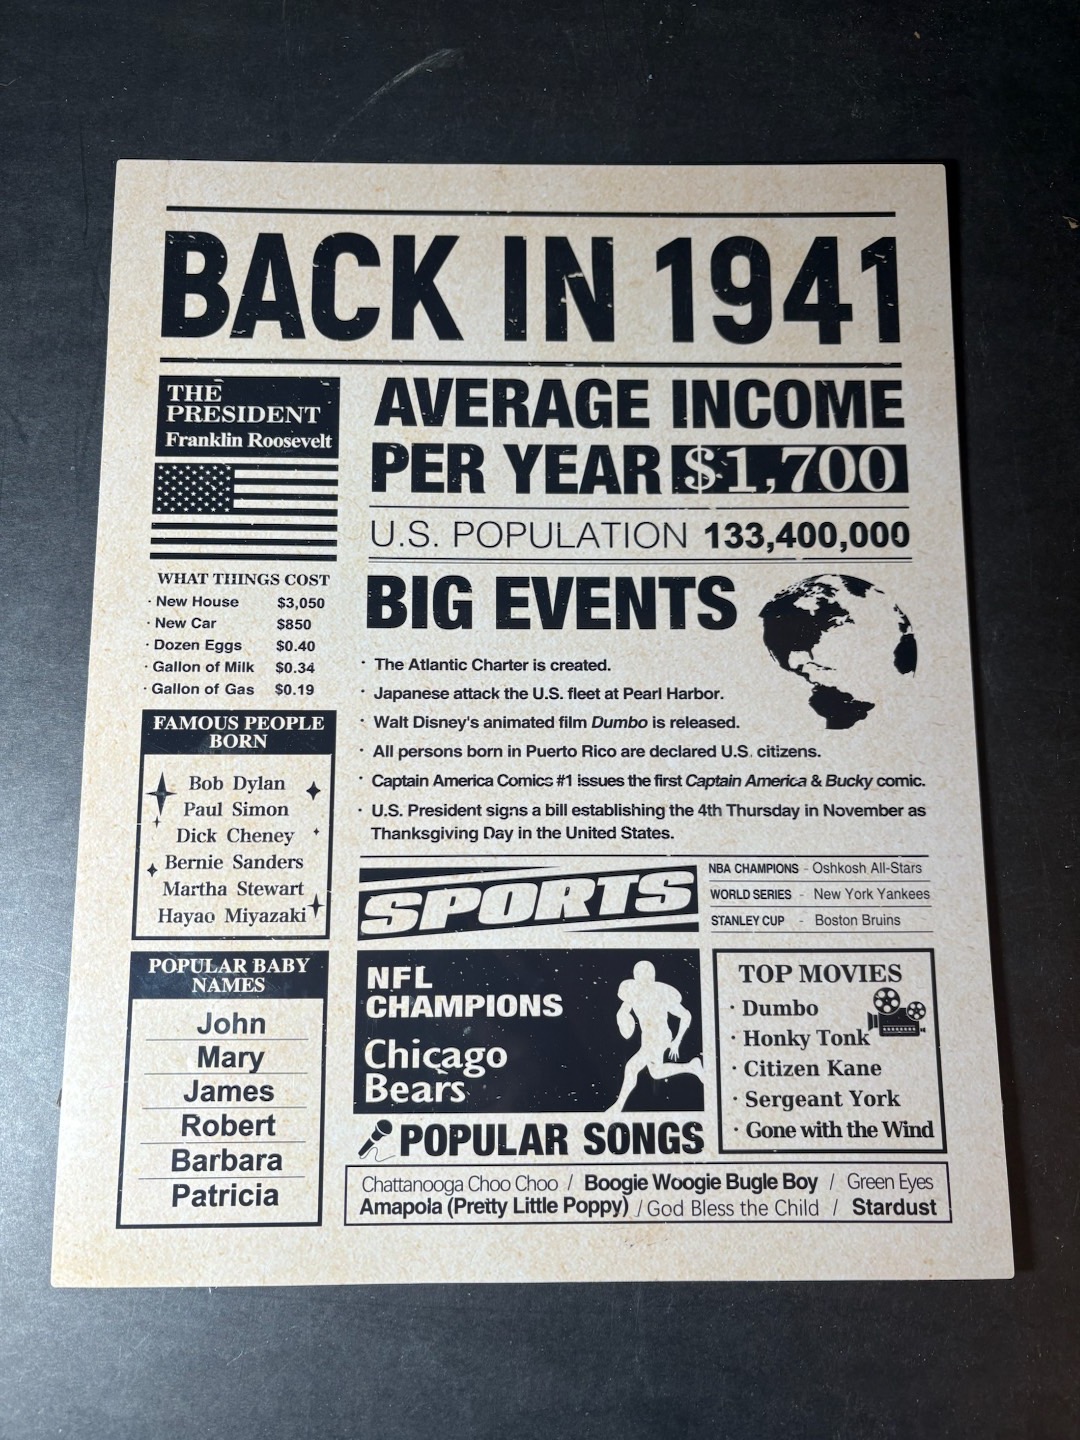 BACK IN 1941
THE
PRESIDENT
Franklin Roosevelt
AVERAGE INCOME
PER YEAR $1,700
U.S. POPULATION 133,400,000
WHAT THINGS COST
· New House $3,050
· New Car $850
· Dozen Eggs $0.40
· Gallon of Milk $0.34
· Gallon of Gas $0.19
BIG EVENTS
· The Atlantic Charter is created.
· Japanese attack the U.S. fleet at Pearl Harbor.
· Walt Disney's animated film Dumbo is released.
· All persons born in Puerto Rico are declared U.S. citizens.
· Captain America Comics #1 issues the first Captain America & Bucky comic.
· U.S. President signs a bill establishing the 4th Thursday in November as
Thanksgiving Day in the United States.
FAMOUS PEOPLE
BORN
Bob Dylan
Paul Simon
Dick Cheney
Bernie Sanders
Martha Stewart
Hayao Miyazaki
SPORTS
NBA CHAMPIONS - Oshkosh All-Stars
WORLD SERIES - New York Yankees
STANLEY CUP - Boston Bruins
POPULAR BABY
NAMES
John
Mary
James
Robert
Barbara
Patricia
NFL
CHAMPIONS
Chicago
Bears
TOP MOVIES
· Dumbo
· Honky Tonk
· Citizen Kane
· Sergeant York
· Gone with the Wind
POPULAR SONGS
Chattanooga Choo Choo / Boogie Woogie Bugle Boy / Green Eyes
Amapola (Pretty Little Poppy) / God Bless the Child / Stardust